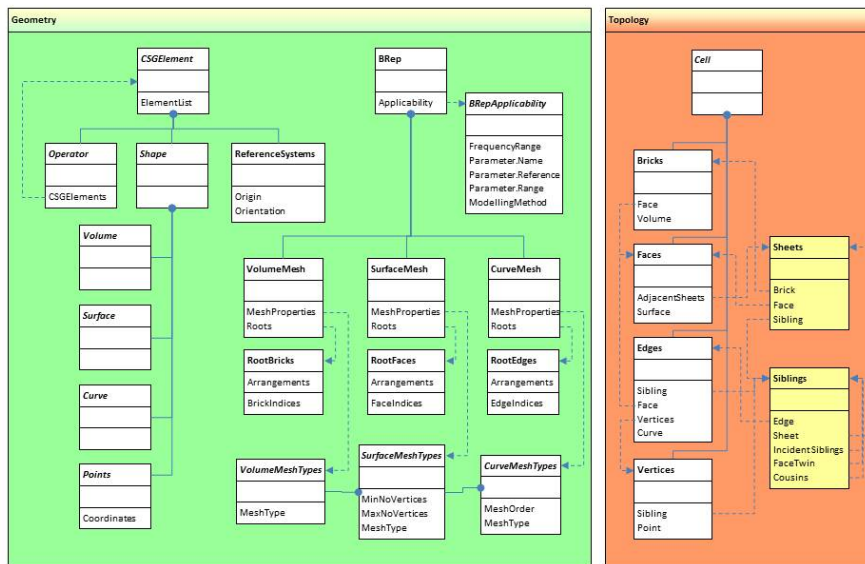 Geometry
CSGElement
ElementList
BRep
Applicability
BRepApplicability
FrequencyRange
Parameter.Name
Parameter.Reference
Parameter.Range
ModellingMethod
Operator
CSGElements
Shape
ReferenceSystems
Origin
Orientation
Volume
Surface
Curve
Points
Coordinates
VolumeMesh
MeshProperties
Roots
SurfaceMesh
MeshProperties
Roots
CurveMesh
MeshProperties
Roots
RootBricks
Arrangements
BrickIndices
RootFaces
Arrangements
FaceIndices
RootEdges
Arrangements
EdgeIndices
VolumeMeshTypes
MeshType
SurfaceMeshTypes
MinNoVertices
MaxNoVertices
MeshType
CurveMeshTypes
MeshOrder
MeshType
Topology
Cell
Bricks
Face
Volume
Faces
AdjacentSheets
Surface
Sheets
Brick
Face
Sibling
Edges
Sibling
Face
Vertices
Curve
Siblings
Edge
Sheet
IncidentSiblings
FaceTwin
Cousins
Vertices
Sibling
Point